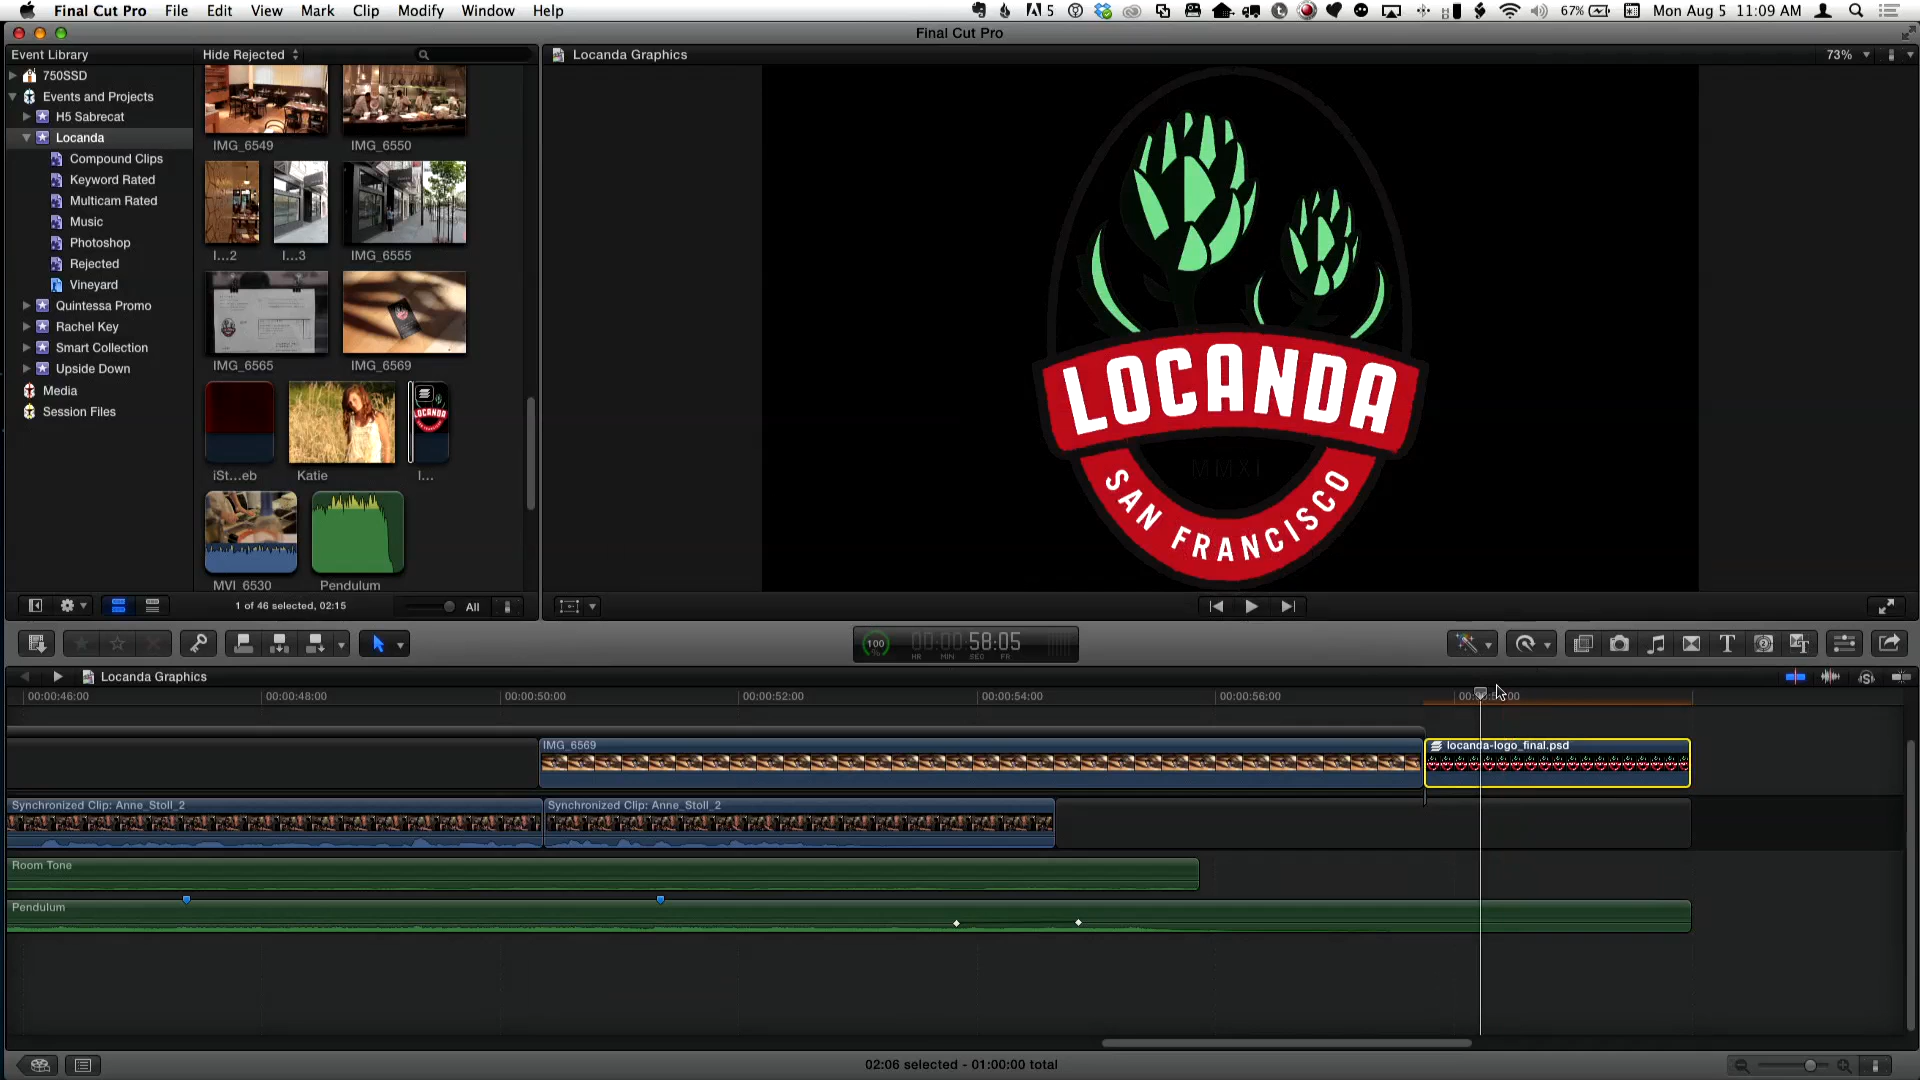 Final Cut Pro File Edit View Mark Clip Modify Window Help
5 67% Mon Aug 5 11:09 AM
Final Cut Pro
Event Library
Hide Rejected
Locanda Graphics
73%
750SSD
Events and Projects
H5 Sabrecat
Locanda
Compound Clips
Keyword Rated
Multicam Rated
Music
Photoshop
Rejected
Vineyard
Quintessa Promo
Rachel Key
Smart Collection
Upside Down
Media
Session Files
IMG_6549
IMG_6550
I...2
I...3
IMG_6555
IMG_6565
IMG_6569
iSt...eb
Katie
I...
MVI_6530
Pendulum
LOCANDA
MMXI
SAN FRANCISCO
1 of 46 selected, 02:15
All
100
%
00:00:58:05
HR MIN SEC FR
Locanda Graphics
00:00:46:00
00:00:48:00
00:00:50:00
00:00:52:00
00:00:54:00
00:00:56:00
IMG_6569
locanda-logo_final.psd
Synchronized Clip: Anne_Stoll_2
Synchronized Clip: Anne_Stoll_2
Room Tone
Pendulum
02:06 selected - 01:00:00 total